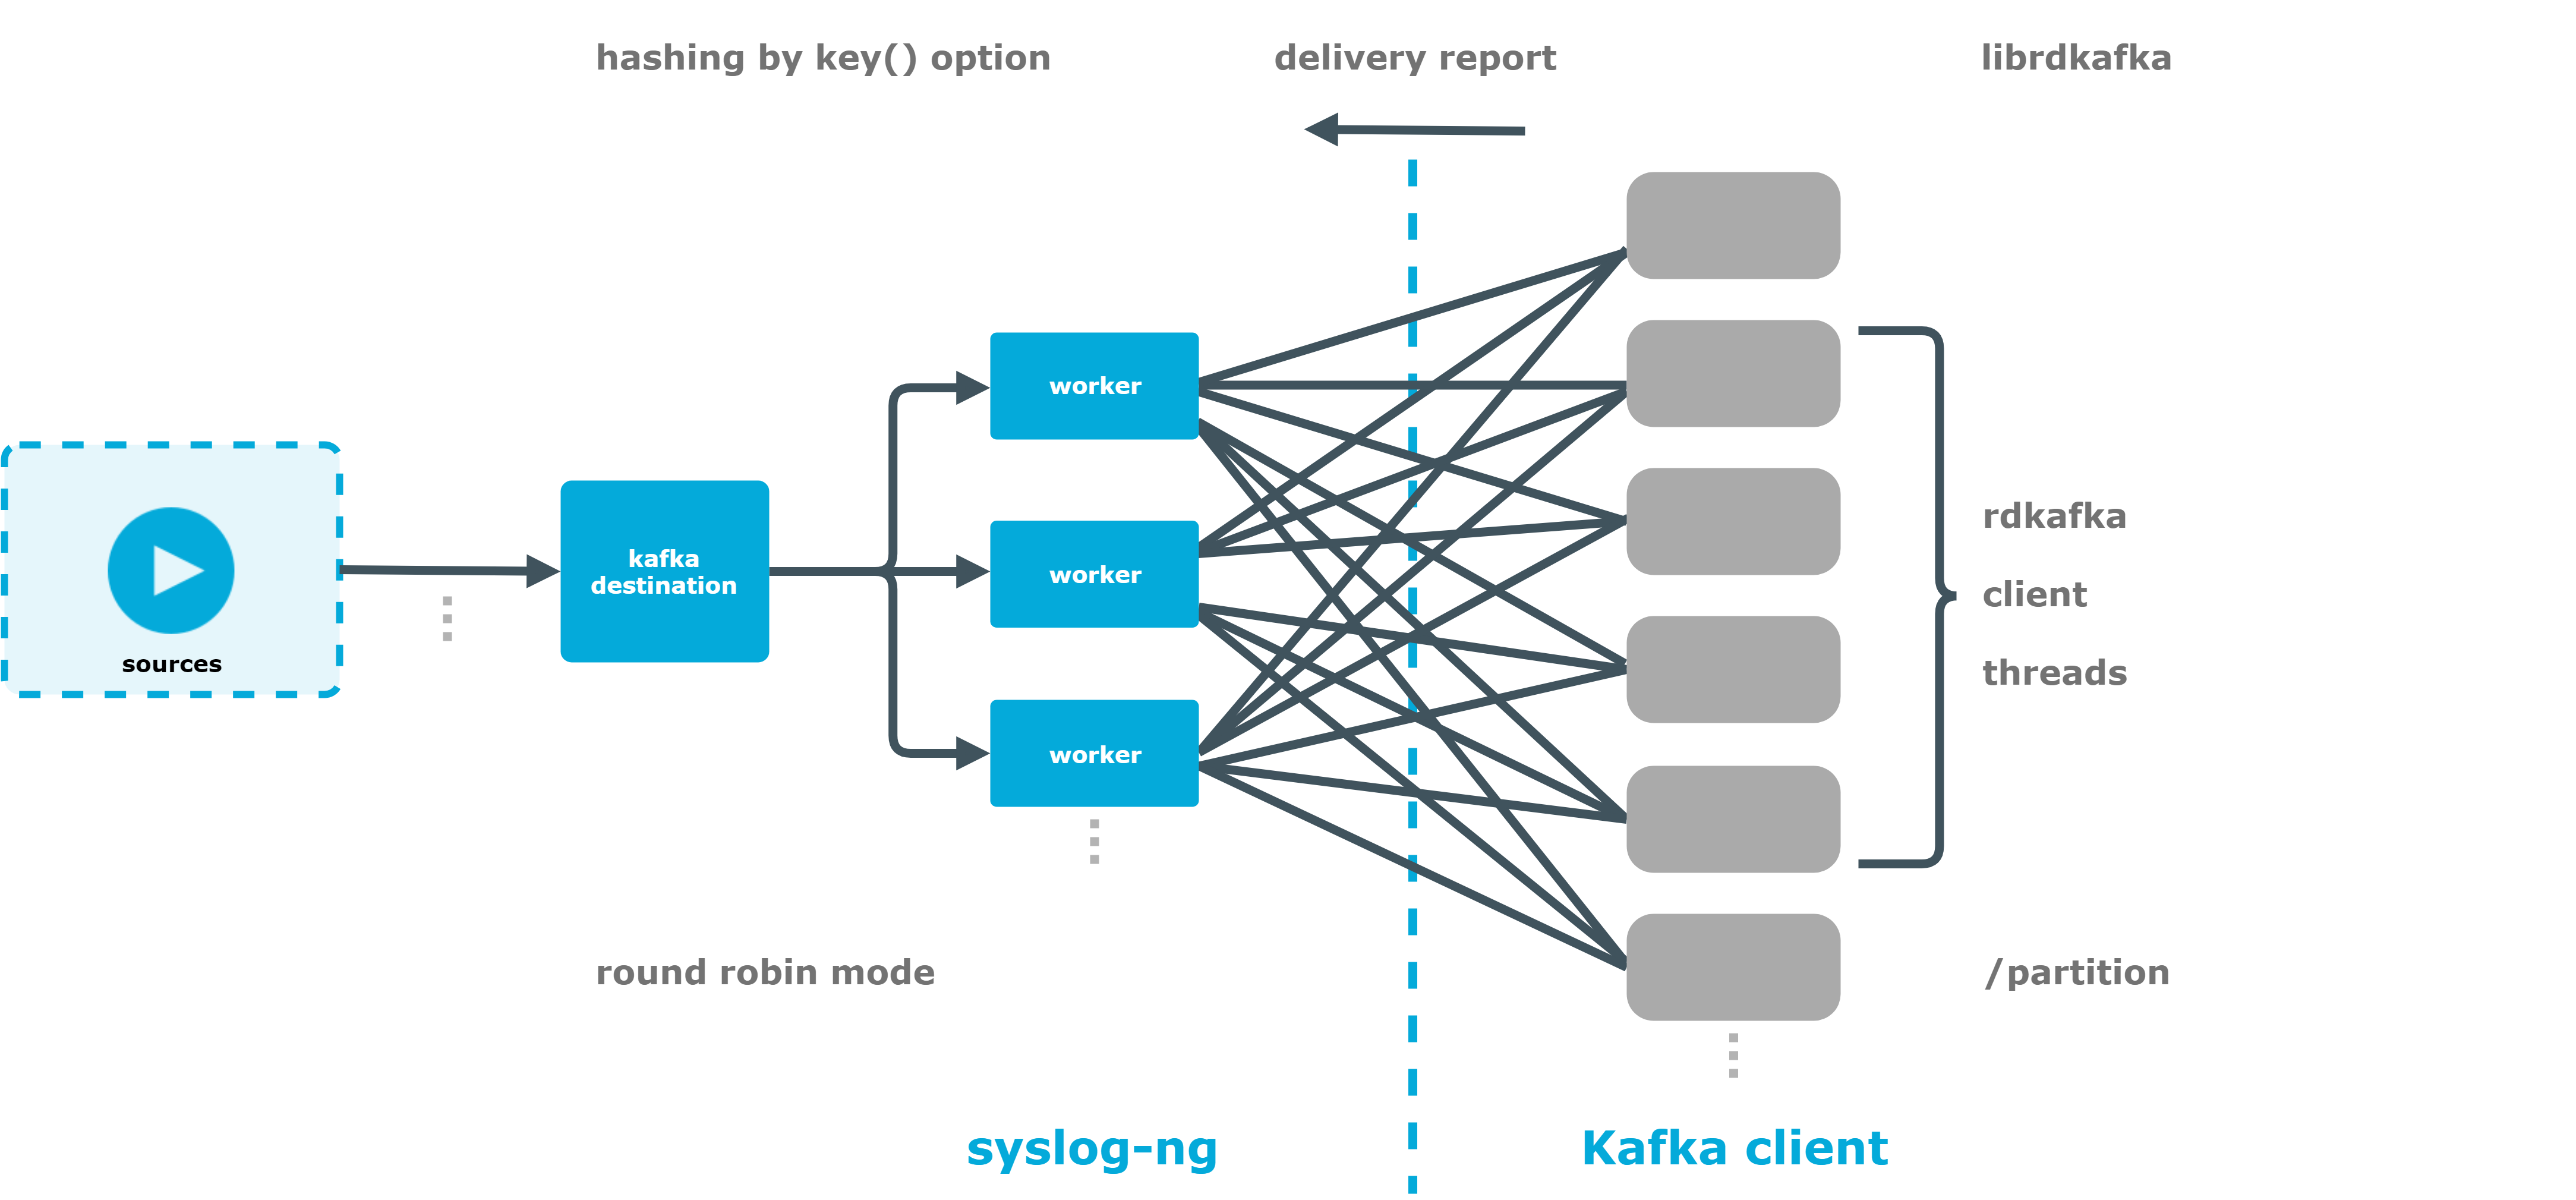 hashing by key() option
delivery report
librdkafka
worker
kafka
destination
worker
sources
worker
rdkafka
client
threads
round robin mode
/partition
syslog-ng
Kafka client